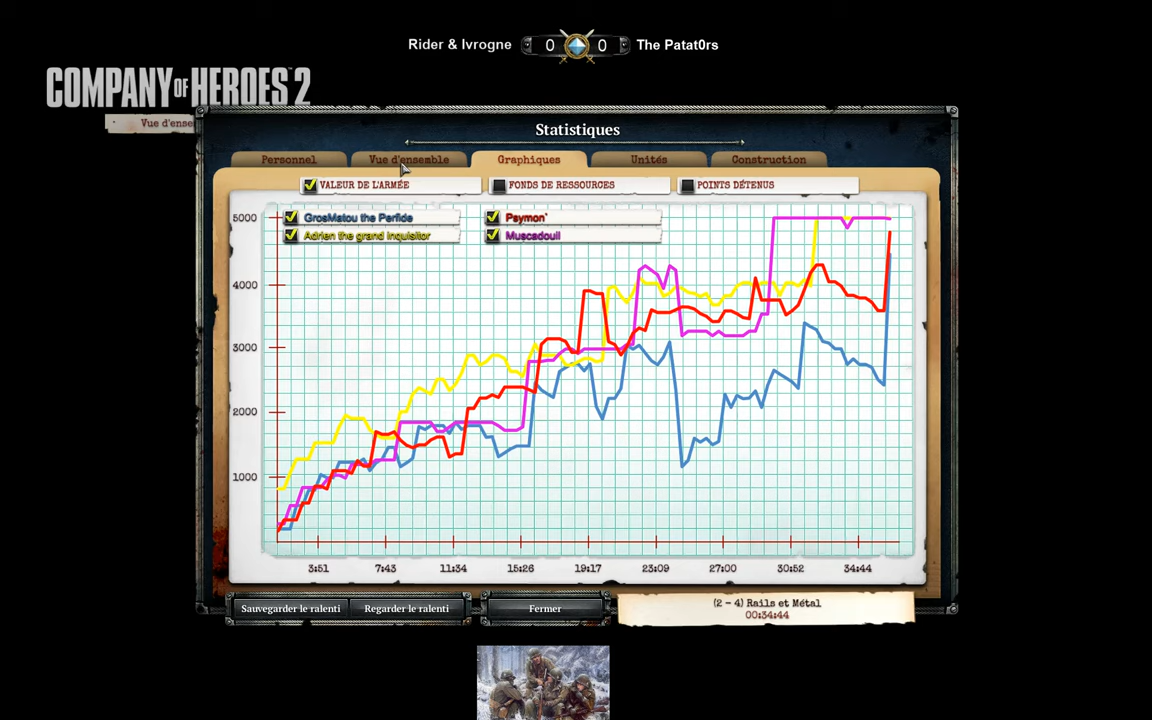 Rider & Ivrogne 0 0 The Patat0rs
COMPANY OF HEROES 2
Vue d'ense
Statistiques
Personnel Vue d'ensemble Graphiques Unités Construction
VALEUR DE L'ARMÉE FONDS DE RESSOURCES POINTS DÉTENUS
GrosMatou the Perfide Psymon`
Adrien the grand inquisitor Muscadouil
5000
4000
3000
2000
1000
3:51 7:43 11:34 15:26 19:17 23:09 27:00 30:52 34:44
Sauvegarder le ralenti Regarder le ralenti Fermer
(2 - 4) Rails et Métal
00:34:44